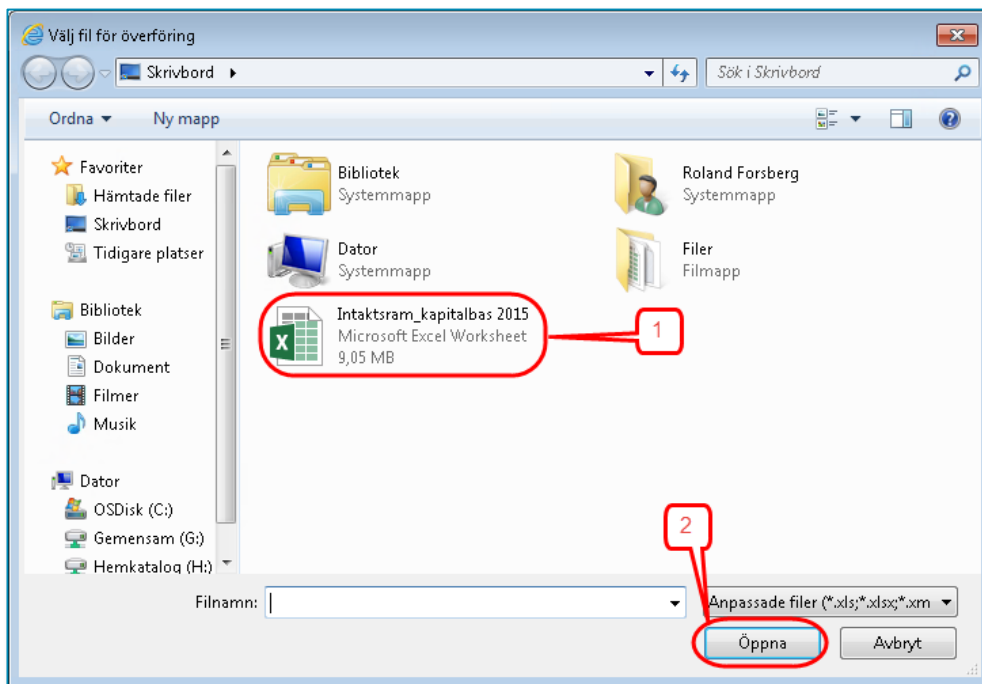 Välj fil för överföring
Skrivbord
Sök i Skrivbord
Ordna
Ny mapp
Favoriter
Hämtade filer
Skrivbord
Tidigare platser
Bibliotek
Bilder
Dokument
Filmer
Musik
Dator
OSDisk (C:)
Gemensam (G:)
Hemkatalog (H:)
Bibliotek
Systemmapp
Roland Forsberg
Systemmapp
Dator
Systemmapp
Filer
Filmapp
Intaktsram_kapitalbas 2015
Microsoft Excel Worksheet
9,05 MB
1
2
Filnamn:
Anpassade filer (*.xls;*.xlsx;*.xm
Öppna
Avbryt